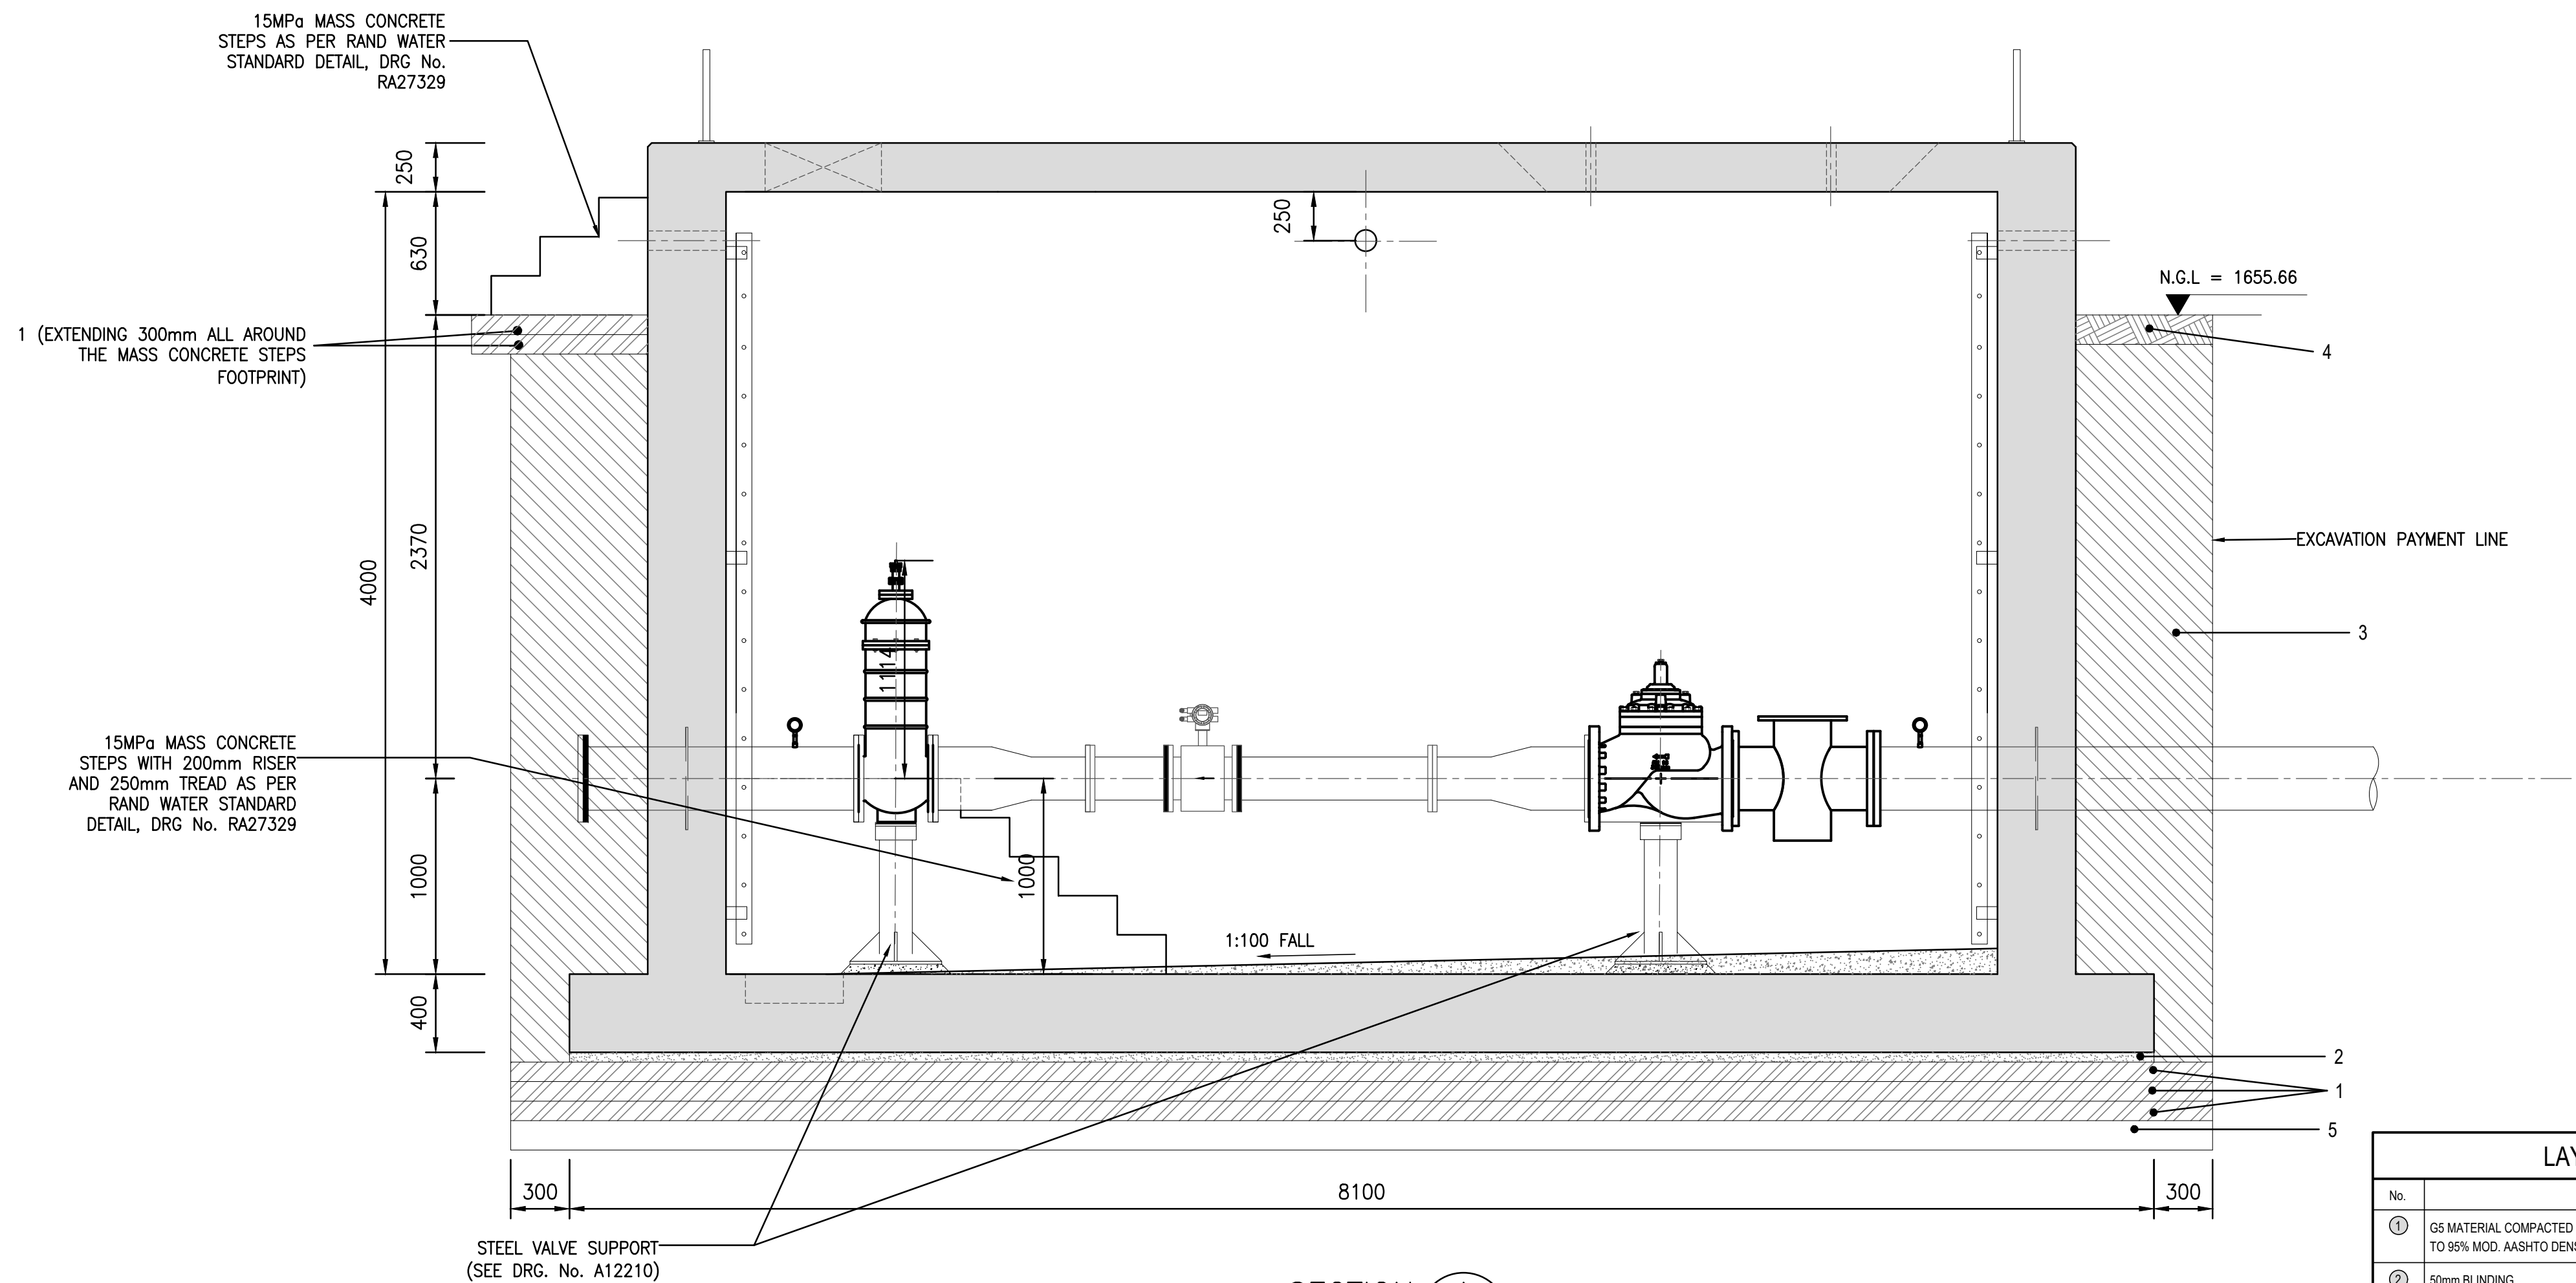 15MPa MASS CONCRETE
STEPS AS PER RAND WATER
STANDARD DETAIL, DRG No.
RA27329
250
630
250
N.G.L = 1655.66
1 (EXTENDING 300mm ALL AROUND
THE MASS CONCRETE STEPS
FOOTPRINT)
4
2370
4000
EXCAVATION PAYMENT LINE
3
1114
15MPa MASS CONCRETE
STEPS WITH 200mm RISER
AND 250mm TREAD AS PER
RAND WATER STANDARD
DETAIL, DRG No. RA27329
1000
1000
1:100 FALL
400
2
1
5
300
8100
300
STEEL VALVE SUPPORT
(SEE DRG. No. A12210)
No.
1
G5 MATERIAL COMPACTED
TO 95% MOD. AASHTO
2
50mm BLINDING